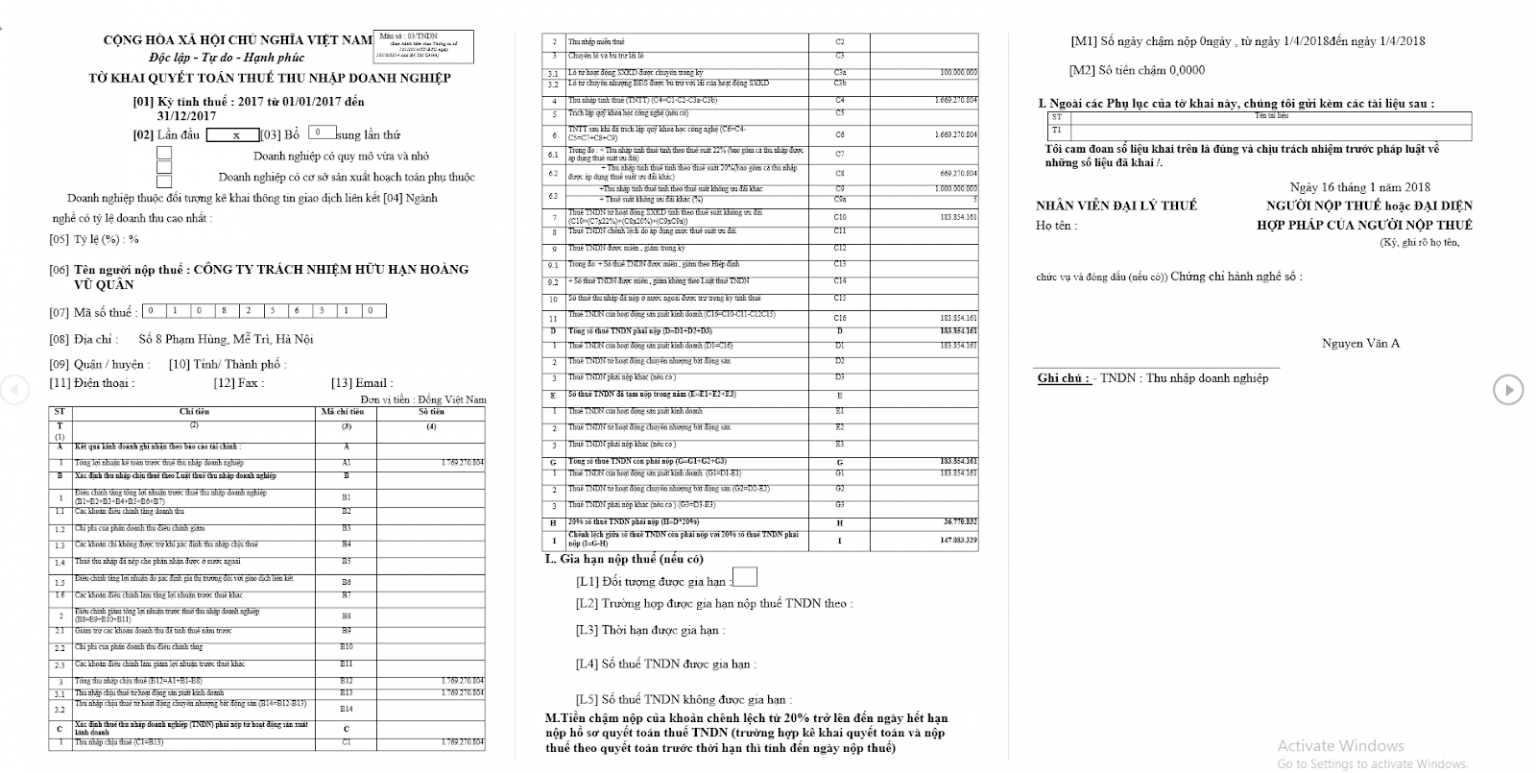 CỘNG HÒA XÃ HỘI CHỦ NGHĨA VIỆT NAM
Mẫu số : 03/TNDN
Độc lập - Tự do - Hạnh phúc
TỜ KHAI QUYẾT TOÁN THUẾ THU NHẬP DOANH NGHIỆP
[01] Kỳ tính thuế : 2017 từ 01/01/2017 đến
31/12/2017
[02] Lần đầu x [03] Bổ 0 sung lần thứ
Doanh nghiệp có quy mô vừa và nhỏ
Doanh nghiệp có cơ sở sản xuất hoạch toán phụ thuộc
Doanh nghiệp thuộc đối tượng kê khai thông tin giao dịch liên kết [04] Ngành
nghề có tỷ lệ doanh thu cao nhất :
[05] Tỷ lệ (%) : %
[06] Tên người nộp thuế : CÔNG TY TRÁCH NHIỆM HỮU HẠN HOÀNG
VŨ QUÂN
[07] Mã số thuế : 0 1 0 8 2 5 6 3 1 0
[08] Địa chỉ : Số 8 Phạm Hùng, Mễ Trì, Hà Nội
[09] Quận / huyện : [10] Tỉnh/ Thành phố :
[11] Điện thoại : [12] Fax : [13] Email :
Đơn vị tiền : Đồng Việt Nam
ST Chỉ tiêu Mã chỉ tiêu Số tiền
T (2) (3) (4)
(1)
A Kết quả kinh doanh ghi nhận theo báo cáo tài chính : A
1 Tổng lợi nhuận kế toán trước thuế thu nhập doanh nghiệp A1 1.769.270.804
B Xác định thu nhập chịu thuế theo Luật thuế thu nhập doanh nghiệp B
1 Điều chỉnh tăng tổng lợi nhuận trước thuế thu nhập doanh nghiệp B1
(B1=B2+B3+B4+B5+B6+B7)
1.1 Các khoản điều chỉnh tăng doanh thu B2
1.2 Chi phí của phần doanh thu điều chỉnh giảm B3
1.3 Các khoản chi không được trừ khi xác định thu nhập chịu thuế B4
1.4 Thuế thu nhập đã nộp cho phần nhận được ở nước ngoài B5
1.5 Điều chỉnh tăng lợi nhuận do xác định giá thị trường đối với giao dịch liên kết B6
1.6 Các khoản điều chỉnh làm tăng lợi nhuận trước thuế khác B7
2 Điều chỉnh giảm tổng lợi nhuận trước thuế thu nhập doanh nghiệp B8
(B8=B9+B10+B11)
2.1 Giảm trừ các khoản doanh thu đã tính thuế năm trước B9
2.2 Chi phí của phần doanh thu điều chỉnh tăng B10
2.3 Các khoản điều chỉnh làm giảm lợi nhuận trước thuế khác B11
3 Tổng thu nhập chịu thuế (B12=A1+B1-B8) B12 1.769.270.804
3.1 Thu nhập chịu thuế từ hoạt động sản xuất kinh doanh B13 1.769.270.804
3.2 Thu nhập chịu thuế từ hoạt động chuyển nhượng bất động sản (B14=B12-B13) B14
C Xác định thuế thu nhập doanh nghiệp (TNDN) phải nộp từ hoạt động sản xuất C
kinh doanh
1 Thu nhập chịu thuế (C1=B13) C1 1.769.270.804
2 Thu nhập miễn thuế C2
3 Chuyển lỗ và bù trừ lãi lỗ C3
3.1 Lỗ từ hoạt động SXKD được chuyển trong kỳ C3a 100.000.000
3.2 Lỗ từ chuyển nhượng BĐS được bù trừ với lãi của hoạt động SXKD C3b
4 Thu nhập tính thuế (TNTT) (C4=C1-C2-C3a-C3b) C4 1.669.270.804
5 Trích lập quỹ khoa học công nghệ (nếu có) C5
6 TNTT sau khi đã trích lập quỹ khoa học công nghệ (C6=C4- C6 1.669.270.804
C5=C7+C8+C9)
6.1 Trong đó : + Thu nhập tính thuế tính theo thuế suất 22% (bao gồm cả thu nhập được C7
áp dụng thuế suất ưu đãi)
6.2 + Thu nhập tính thuế tính theo thuế suất 20%(bao gồm cả thu nhập C8 669.270.804
được áp dụng thuế suất ưu đãi khác)
6.3 +Thu nhập tính thuế tính theo thuế suất không ưu đãi khác C9 1.000.000.000
+ Thuế suất không ưu đãi khác (%) C9a 5
7 Thuế TNDN từ hoạt động SXKD tính theo thuế suất không ưu đãi C10 183.854.161
(C10=(C7x22%)+(C8x20%)+(C9xC9a))
8 Thuế TNDN chênh lệch do áp dụng mức thuế suất ưu đãi C11
9 Thuế TNDN được miễn , giảm trong kỳ C12
9.1 Trong đó: + Số thuế TNDN được miễn , giảm theo Hiệp định C13
9.2 + Số thuế TNDN được miễn , giảm không theo Luật thuế TNDN C14
10 Số thuế thu nhập đã nộp ở nước ngoài được trừ trong kỳ tính thuế C15
11 Thuế TNDN của hoạt động sản xuất kinh doanh (C16=C10-C11-C12C15) C16 183.854.161
D Tổng số thuế TNDN phải nộp (D=D1+D2+D3) D 183.854.161
1 Thuế TNDN của hoạt động sản xuất kinh doanh (D1=C16) D1 183.854.161
2 Thuế TNDN từ hoạt động chuyển nhượng bất động sản D2
3 Thuế TNDN phải nộp khác (nếu có ) D3
E Số thuế TNDN đã tạm nộp trong năm (E=E1+E2+E3) E
1 Thuế TNDN của hoạt động sản xuất kinh doanh E1
2 Thuế TNDN từ hoạt động chuyển nhượng bất động sản E2
3 Thuế TNDN phải nộp khác (nếu có ) E3
G Tổng số thuế TNDN còn phải nộp (G=G1+G2+G3) G 183.854.161
1 Thuế TNDN của hoạt động sản xuất kinh doanh (G1=D1-E1) G1 183.854.161
2 Thuế TNDN từ hoạt động chuyển nhượng bất động sản (G2=D2-E2) G2
3 Thuế TNDN phải nộp khác (nếu có ) (G3=D3-E3) G3
H 20% số thuế TNDN phải nộp (H=D*20%) H 36.770.832
I Chênh lệch giữa số thuế TNDN còn phải nộp với 20% số thuế TNDN phải I 147.083.329
nộp (I=G-H)
L. Gia hạn nộp thuế (nếu có)
[L1] Đối tượng được gia hạn :
[L2] Trường hợp được gia hạn nộp thuế TNDN theo :
[L3] Thời hạn được gia hạn :
[L4] Số thuế TNDN được gia hạn :
[L5] Số thuế TNDN không được gia hạn :
M.Tiền chậm nộp của khoản chênh lệch từ 20% trở lên đến ngày hết hạn
nộp hồ sơ quyết toán thuế TNDN (trường hợp kê khai quyết toán và nộp
thuế theo quyết toán trước thời hạn thì tính đến ngày nộp thuế)
[M1] Số ngày chậm nộp 0ngày , từ ngày 1/4/2018đến ngày 1/4/2018
[M2] Số tiền chậm 0,0000
I. Ngoài các Phụ lục của tờ khai này, chúng tôi gửi kèm các tài liệu sau :
ST Tên tài liệu
T1
Tôi cam đoan số liệu khai trên là đúng và chịu trách nhiệm trước pháp luật về
những số liệu đã khai /.
Ngày 16 tháng 1 năm 2018
NHÂN VIÊN ĐẠI LÝ THUẾ NGƯỜI NỘP THUẾ hoặc ĐẠI DIỆN
Họ tên : HỢP PHÁP CỦA NGƯỜI NỘP THUẾ
(Ký, ghi rõ họ tên,
chức vụ và đóng dấu (nếu có)) Chứng chỉ hành nghề số :
Nguyen Văn A
Ghi chú : - TNDN : Thu nhập doanh nghiệp
Activate Windows
Go to Settings to activate Windows.